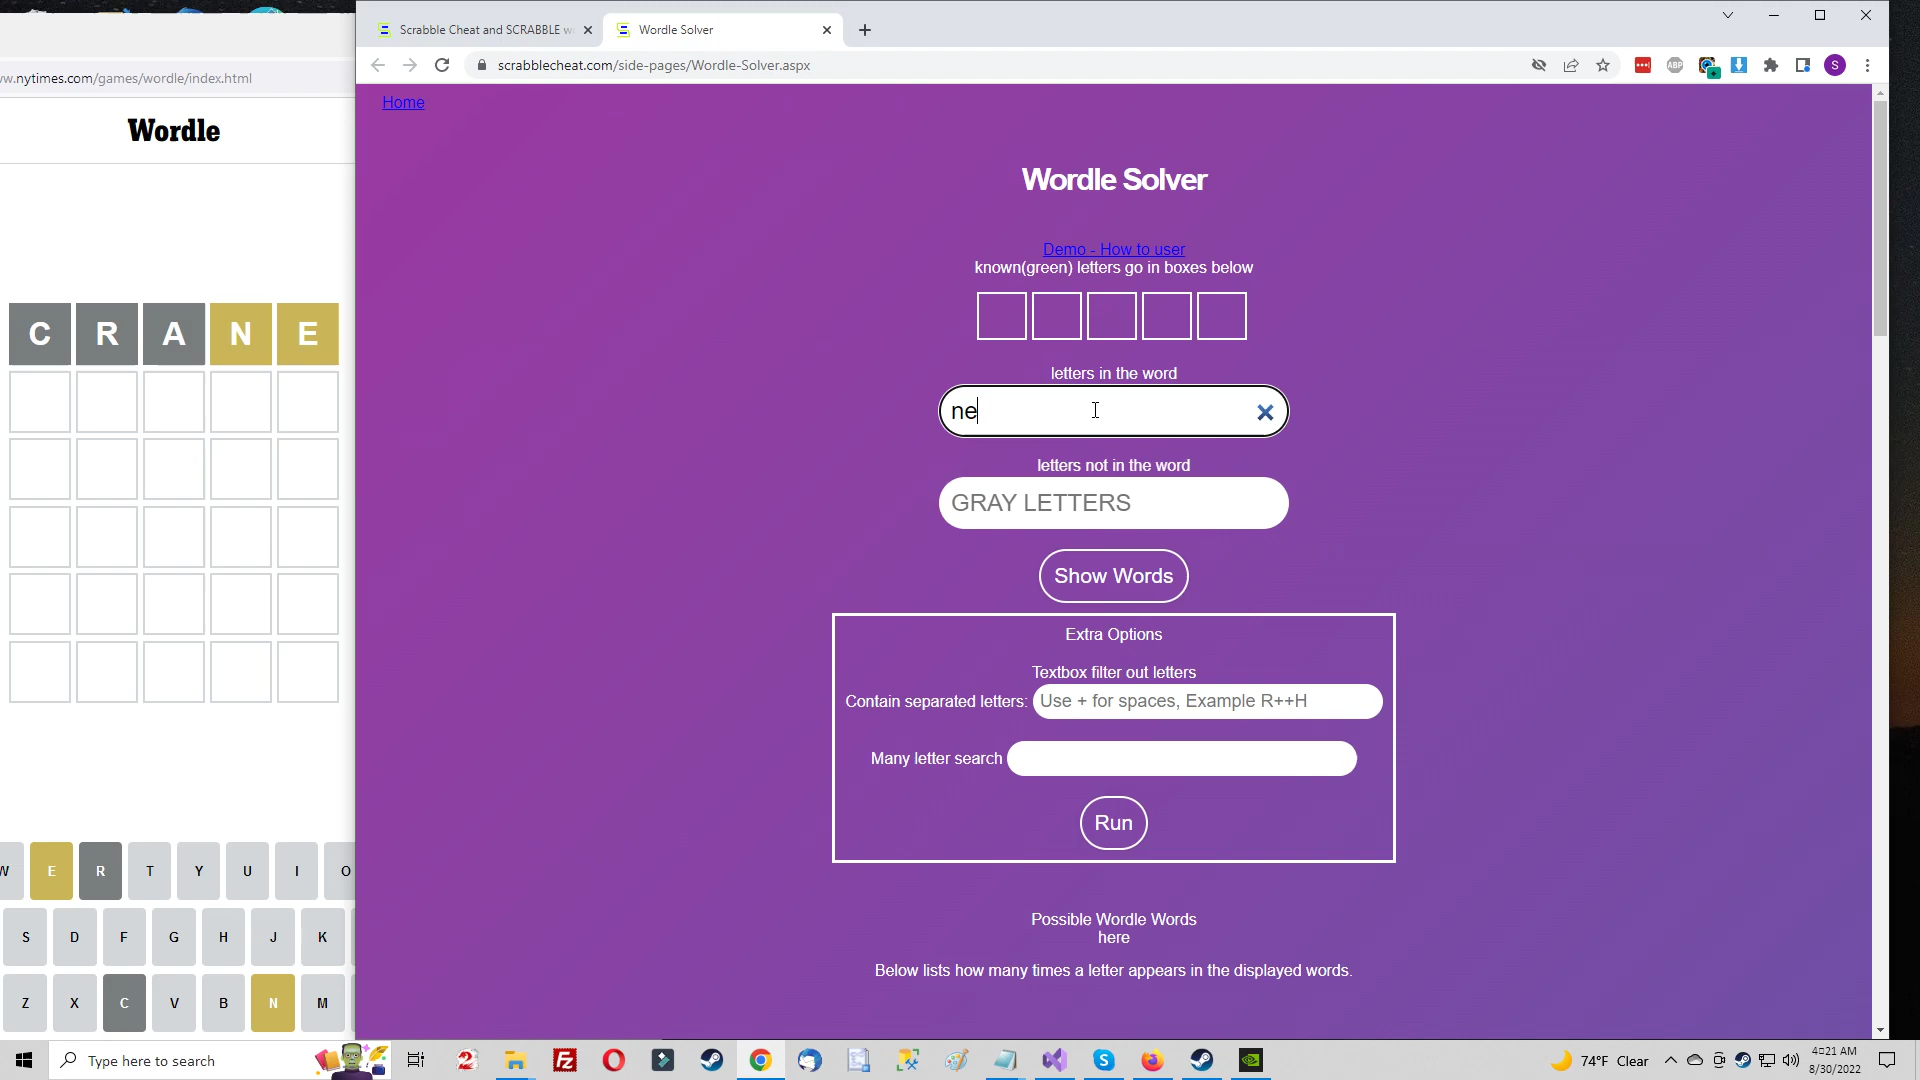 Scrabble Cheat and SCRABBLE w
Wordle Solver
w.nytimes.com/games/wordle/index.html
scrabblecheat.com/side-pages/Wordle-Solver.aspx
ABP
S
Home
Wordle
Wordle Solver
Demo - How to user
known(green) letters go in boxes below
C R A N E
letters in the word
ne
letters not in the word
GRAY LETTERS
Show Words
Extra Options
Textbox filter out letters
Contain separated letters: Use + for spaces, Example R++H
Many letter search
Run
W E R T Y U I O
S D F G H J K
Z X C V B N M
Possible Wordle Words
here
Below lists how many times a letter appears in the displayed words.
Type here to search
74°F Clear
4:21 AM
8/30/2022